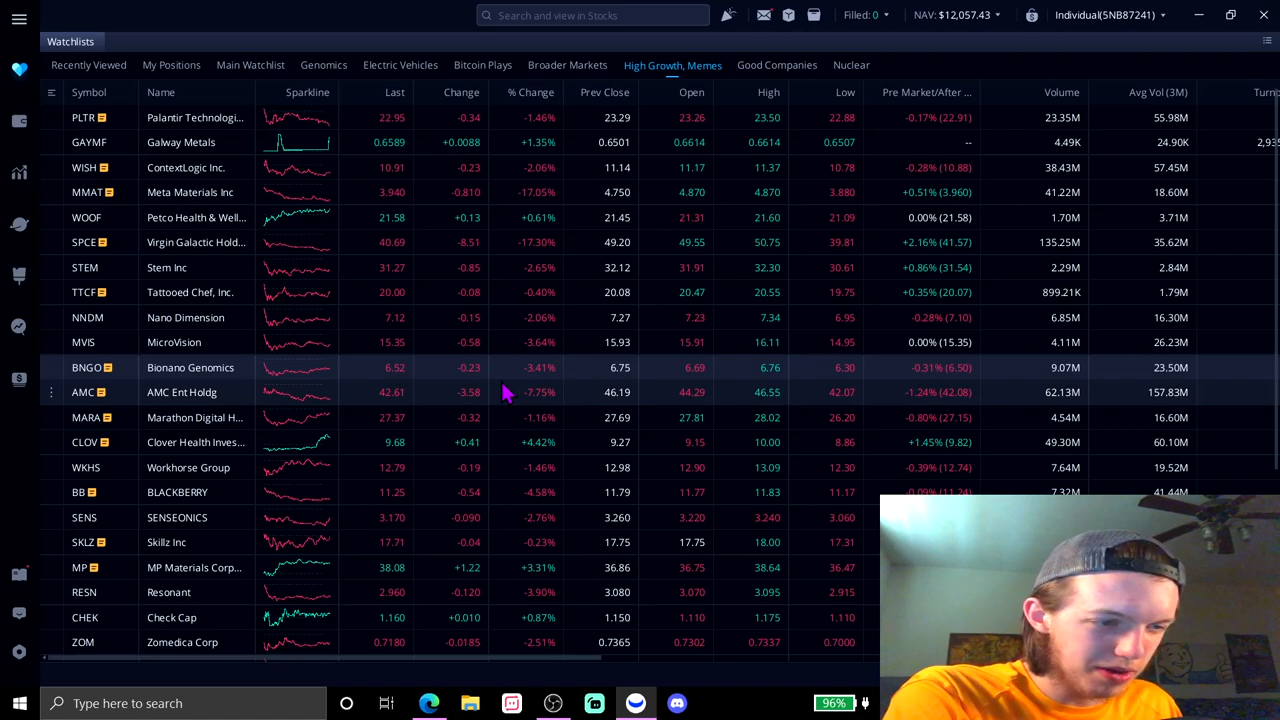 Search and view in Stocks Filled: 0 NAV: $12,057.43 Individual(5NB87241)
Watchlists
Recently Viewed My Positions Main Watchlist Genomics Electric Vehicles Bitcoin Plays Broader Markets High Growth, Memes Good Companies Nuclear
Symbol Name Sparkline Last Change % Change Prev Close Open High Low Pre Market/After ... Volume Avg Vol (3M)
PLTR Palantir Technologi... 22.95 -0.34 -1.46% 23.29 23.26 23.50 22.88 -0.17% (22.91) 23.35M 55.98M
GAYMF Galway Metals 0.6589 +0.0088 +1.35% 0.6501 0.6614 0.6614 0.6507 -- 4.49K 24.90K
WISH ContextLogic Inc. 10.91 -0.23 -2.06% 11.14 11.17 11.37 10.78 -0.28% (10.88) 38.43M 57.45M
MMAT Meta Materials Inc 3.940 -0.810 -17.05% 4.750 4.870 4.870 3.880 +0.51% (3.960) 41.22M 18.60M
WOOF Petco Health & Well... 21.58 +0.13 +0.61% 21.45 21.31 21.60 21.09 0.00% (21.58) 1.70M 3.71M
SPCE Virgin Galactic Hold... 40.69 -8.51 -17.30% 49.20 49.55 50.75 39.81 +2.16% (41.57) 135.25M 35.62M
STEM Stem Inc 31.27 -0.85 -2.65% 32.12 31.91 32.30 30.61 +0.86% (31.54) 2.29M 2.84M
TTCF Tattooed Chef, Inc. 20.00 -0.08 -0.40% 20.08 20.47 20.55 19.75 +0.35% (20.07) 899.21K 1.79M
NNDM Nano Dimension 7.12 -0.15 -2.06% 7.27 7.23 7.34 6.95 -0.28% (7.10) 6.85M 16.30M
MVIS MicroVision 15.35 -0.58 -3.64% 15.93 15.91 16.11 14.95 0.00% (15.35) 4.11M 26.23M
BNGO Bionano Genomics 6.52 -0.23 -3.41% 6.75 6.69 6.76 6.30 -0.31% (6.50) 9.07M 23.50M
AMC AMC Ent Holdg 42.61 -3.58 -7.75% 46.19 44.29 46.55 42.07 -1.24% (42.08) 62.13M 157.83M
MARA Marathon Digital H... 27.37 -0.32 -1.16% 27.69 27.81 28.02 26.20 -0.80% (27.15) 4.54M 16.60M
CLOV Clover Health Inves... 9.68 +0.41 +4.42% 9.27 9.15 10.00 8.86 +1.45% (9.82) 49.30M 60.10M
WKHS Workhorse Group 12.79 -0.19 -1.46% 12.98 12.90 13.09 12.30 -0.39% (12.74) 7.64M 19.52M
BB BLACKBERRY 11.25 -0.54 -4.58% 11.79 11.77 11.83 11.17 -0.09% (11.24) 7.32M 41.44M
SENS SENSEONICS 3.170 -0.090 -2.76% 3.260 3.220 3.240 3.060
SKLZ Skillz Inc 17.71 -0.04 -0.23% 17.75 17.75 18.00 17.31
MP MP Materials Corp... 38.08 +1.22 +3.31% 36.86 36.75 38.64 36.47
RESN Resonant 2.960 -0.120 -3.90% 3.080 3.070 3.095 2.915
CHEK Check Cap 1.160 +0.010 +0.87% 1.150 1.110 1.175 1.110
ZOM Zomedica Corp 0.7180 -0.0185 -2.51% 0.7365 0.7302 0.7337 0.7000
Type here to search 96%